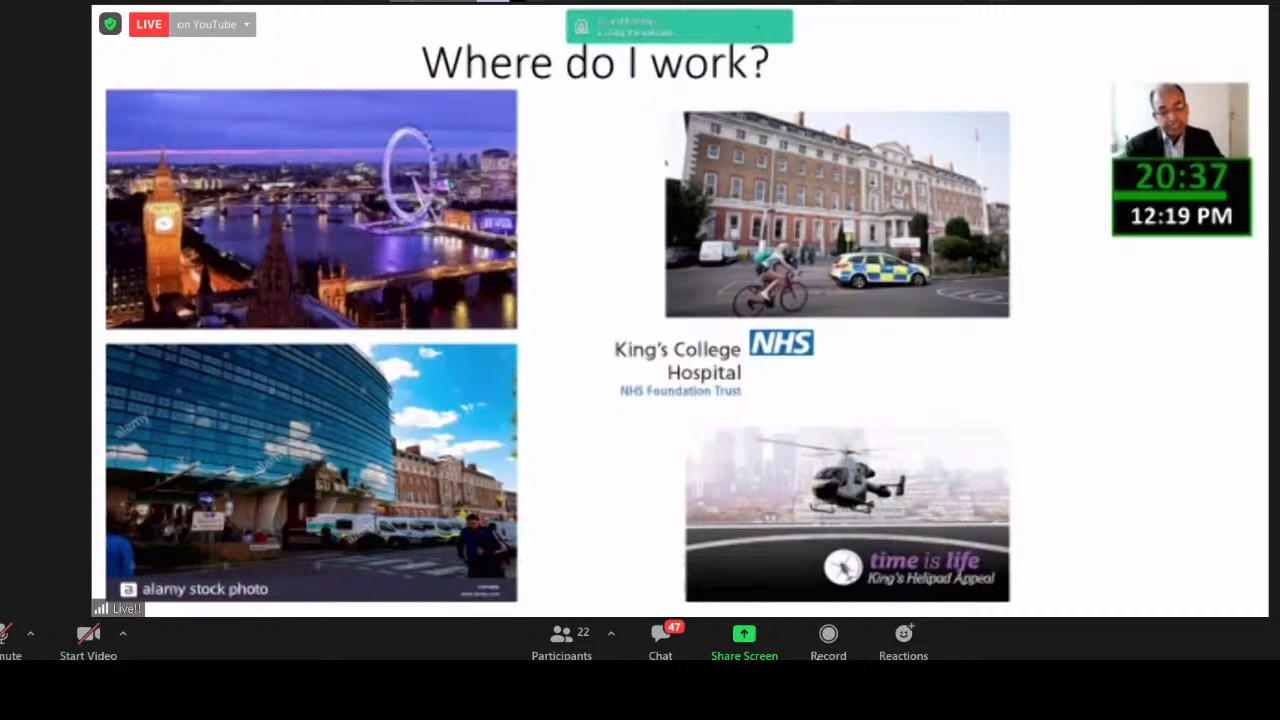 LIVE on YouTube
Where do I work?
20:37
12:19 PM
King's College NHS
Hospital
NHS Foundation Trust
alamy
time is life
King's Helipad Appeal
a alamy stock photo
Live!!
mute
Start Video
22
Participants
47
Chat
Share Screen
Record
Reactions